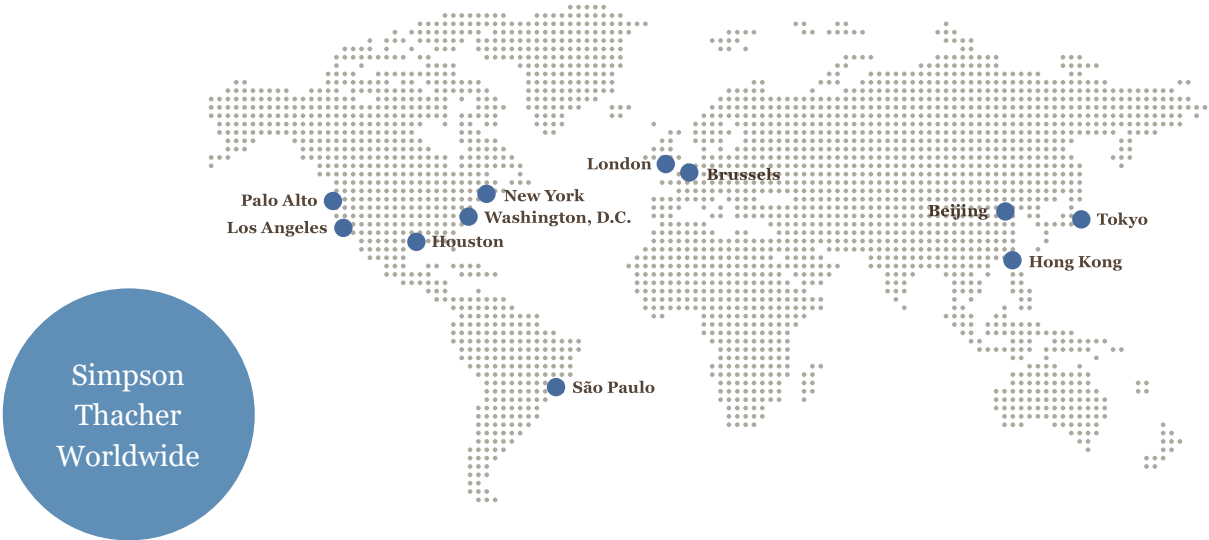 London
Brussels
Palo Alto
New York
Beijing
Washington, D.C.
Tokyo
Los Angeles
Houston
Hong Kong
Simpson
Thacher
Worldwide
São Paulo